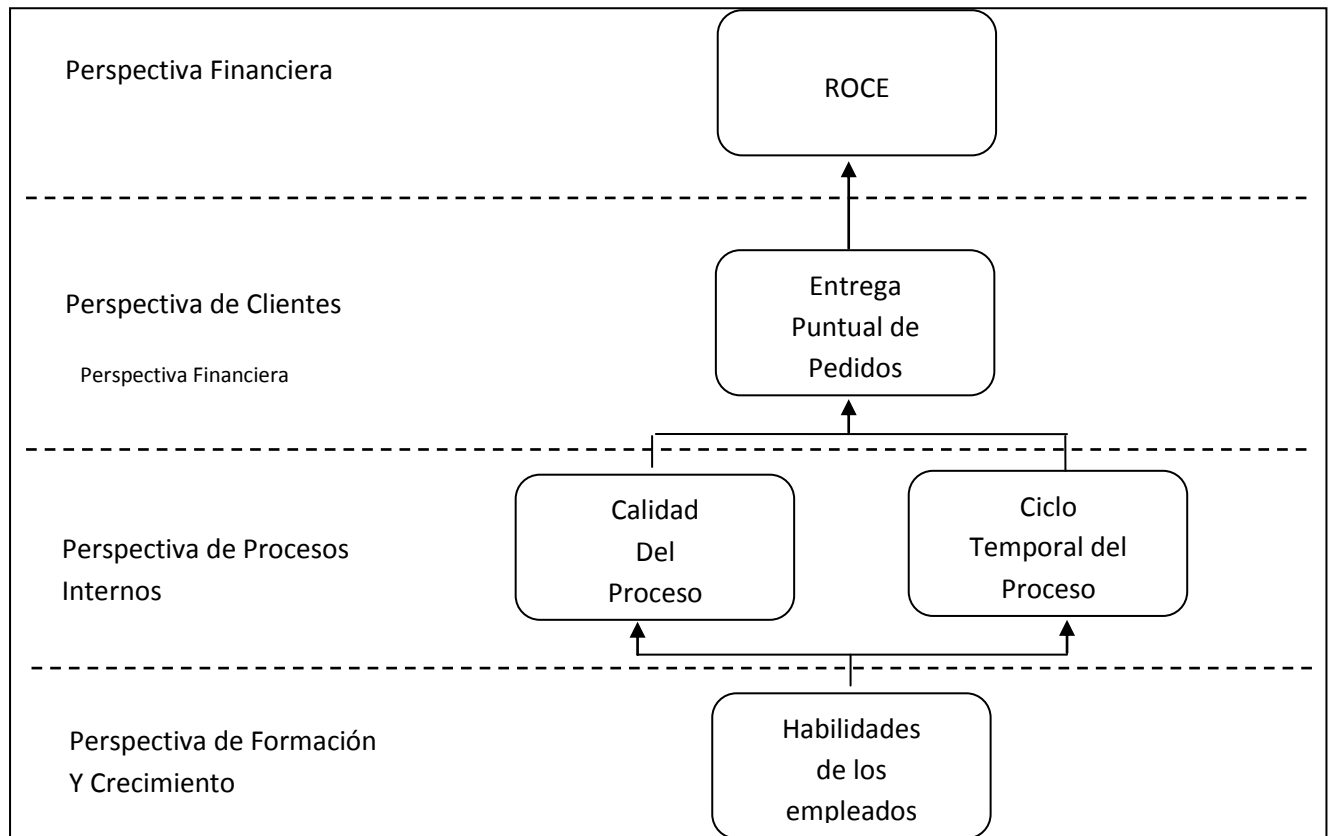 Perspectiva Financiera
ROCE
Perspectiva de Clientes
Perspectiva Financiera
Entrega
Puntual de
Pedidos
Perspectiva de Procesos
Internos
Calidad
Del
Proceso
Ciclo
Temporal del
Proceso
Perspectiva de Formación
Y Crecimiento
Habilidades
de los
empleados